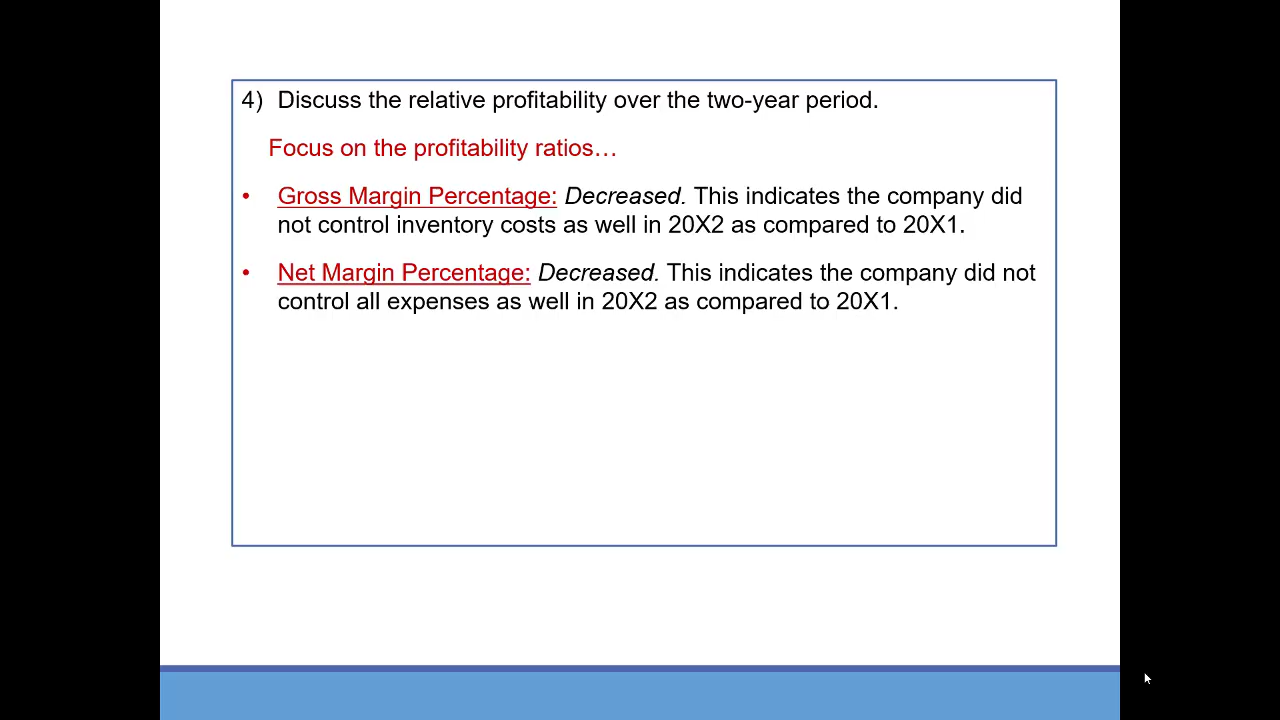 4) Discuss the relative profitability over the two-year period.
Focus on the profitability ratios…
• Gross Margin Percentage: Decreased. This indicates the company did
not control inventory costs as well in 20X2 as compared to 20X1.
• Net Margin Percentage: Decreased. This indicates the company did not
control all expenses as well in 20X2 as compared to 20X1.